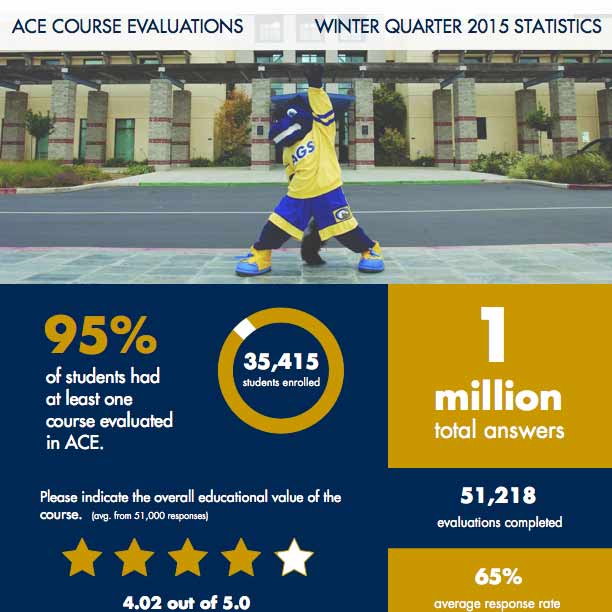 ACE COURSE EVALUATIONS
WINTER QUARTER 2015 STATISTICS
AGS
95%
of students had
at least one
course evaluated
in ACE.
35,415
students enrolled
1
million
total answers
Please indicate the overall educational value of the
course. (avg. from 51,000 responses)
4.02 out of 5.0
51,218
evaluations completed
65%
average response rate